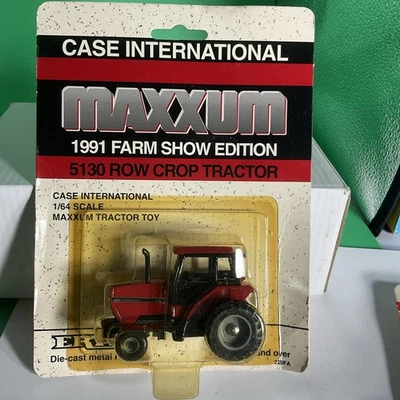 CASE INTERNATIONAL
MAXXUM
1991 FARM SHOW EDITION
5130 ROW CROP TRACTOR
CASE INTERNATIONAL
1/64 SCALE
MAXXUM TRACTOR TOY
Die-cast metal
and over
229FA